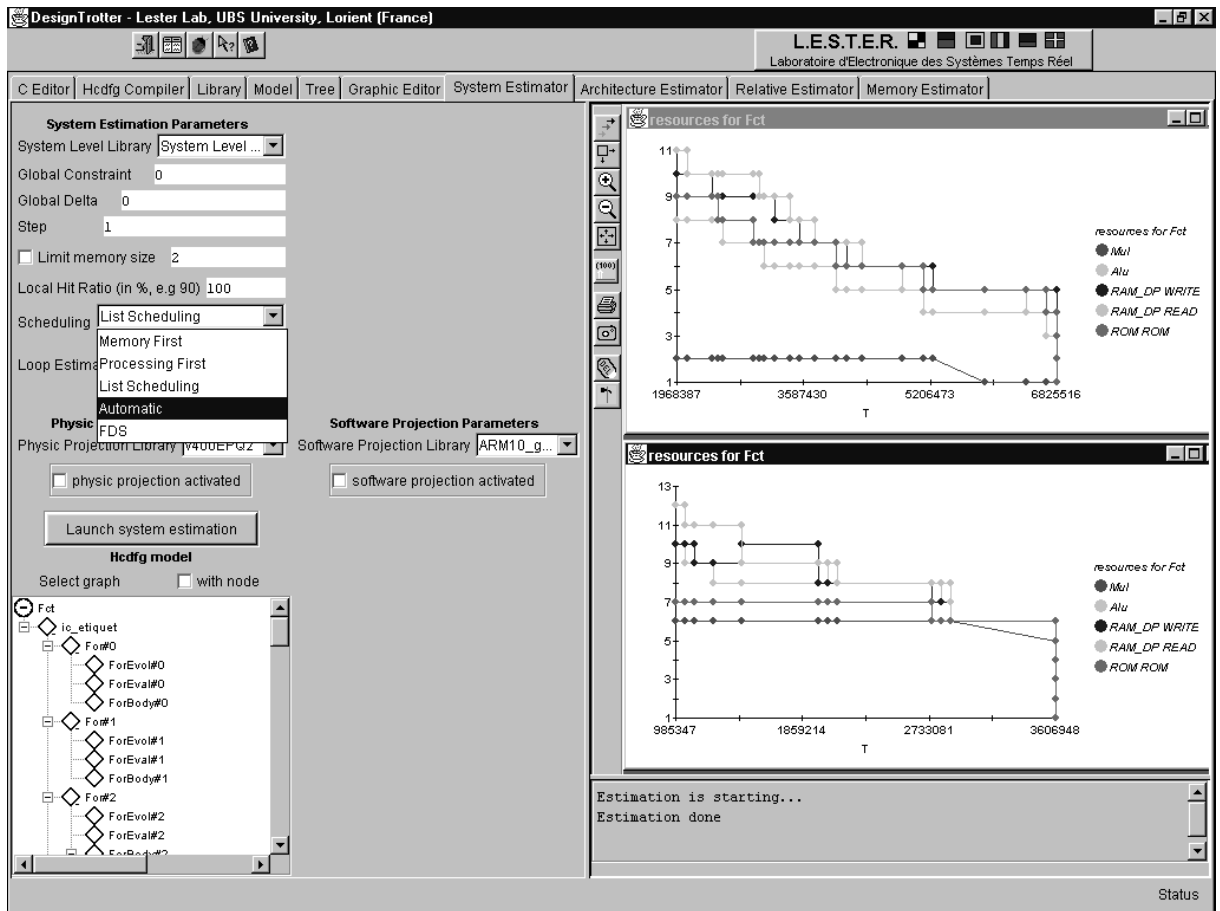 DesignTrotter - Lester Lab, UBS University, Lorient (France)
L.E.S.T.E.R.
Laboratoire d'Electronique des Systèmes Temps Réel
C Editor Hcdfg Compiler Library Model Tree Graphic Editor System Estimator Architecture Estimator Relative Estimator Memory Estimator
System Estimation Parameters
System Level Library System Level ...
Global Constraint 0
Global Delta 0
Step 1
Limit memory size 2
Local Hit Ratio (in %, e.g 90) 100
Scheduling List Scheduling
Memory First
Loop Estima Processing First
List Scheduling
Automatic
FDS
Physic
Physic Projection Library V400EPQ2
physic projection activated
Software Projection Parameters
Software Projection Library ARM10_g...
software projection activated
Launch system estimation
Hcdfg model
Select graph with node
Fct
ic_etiquet
For#0
ForEvol#0
ForEval#0
ForBody#0
For#1
ForEvol#1
ForEval#1
ForBody#1
For#2
ForEvol#2
ForEval#2
ForBody#2
(100)
DEL
resources for Fct
11
9
7
5
3
1
1968387 3587430 5206473 6825516
T
resources for Fct
Mul
Alu
RAM_DP WRITE
RAM_DP READ
ROM ROM
resources for Fct
13
11
9
7
5
3
1
985347 1859214 2733081 3606948
T
resources for Fct
Mul
Alu
RAM_DP WRITE
RAM_DP READ
ROM ROM
Estimation is starting...
Estimation done
Status